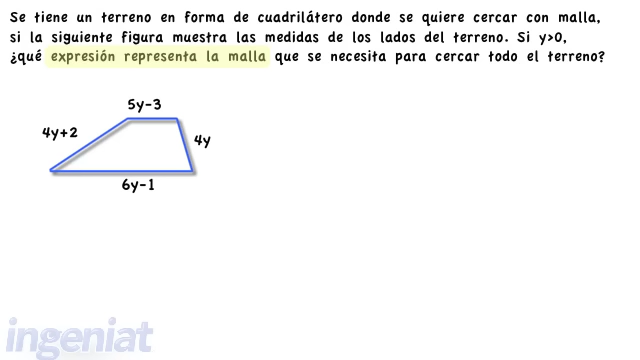 Se tiene un terreno en forma de cuadrilátero donde se quiere cercar con malla,
si la siguiente figura muestra las medidas de los lados del terreno. Si y>0,
¿qué expresión representa la malla que se necesita para cercar todo el terreno?
5y-3
4y+2
4y
6y-1
ingeniat